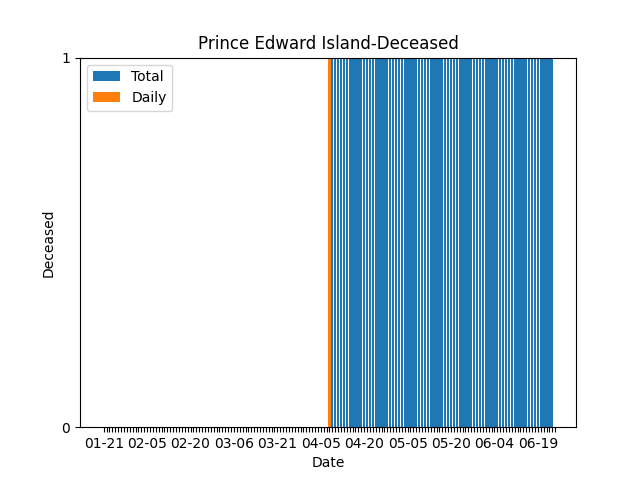 Prince Edward Island-Deceased
1
Total
Daily
Deceased
0
01-21 02-05 02-20 03-06 03-21 04-05 04-20 05-05 05-20 06-04 06-19
Date